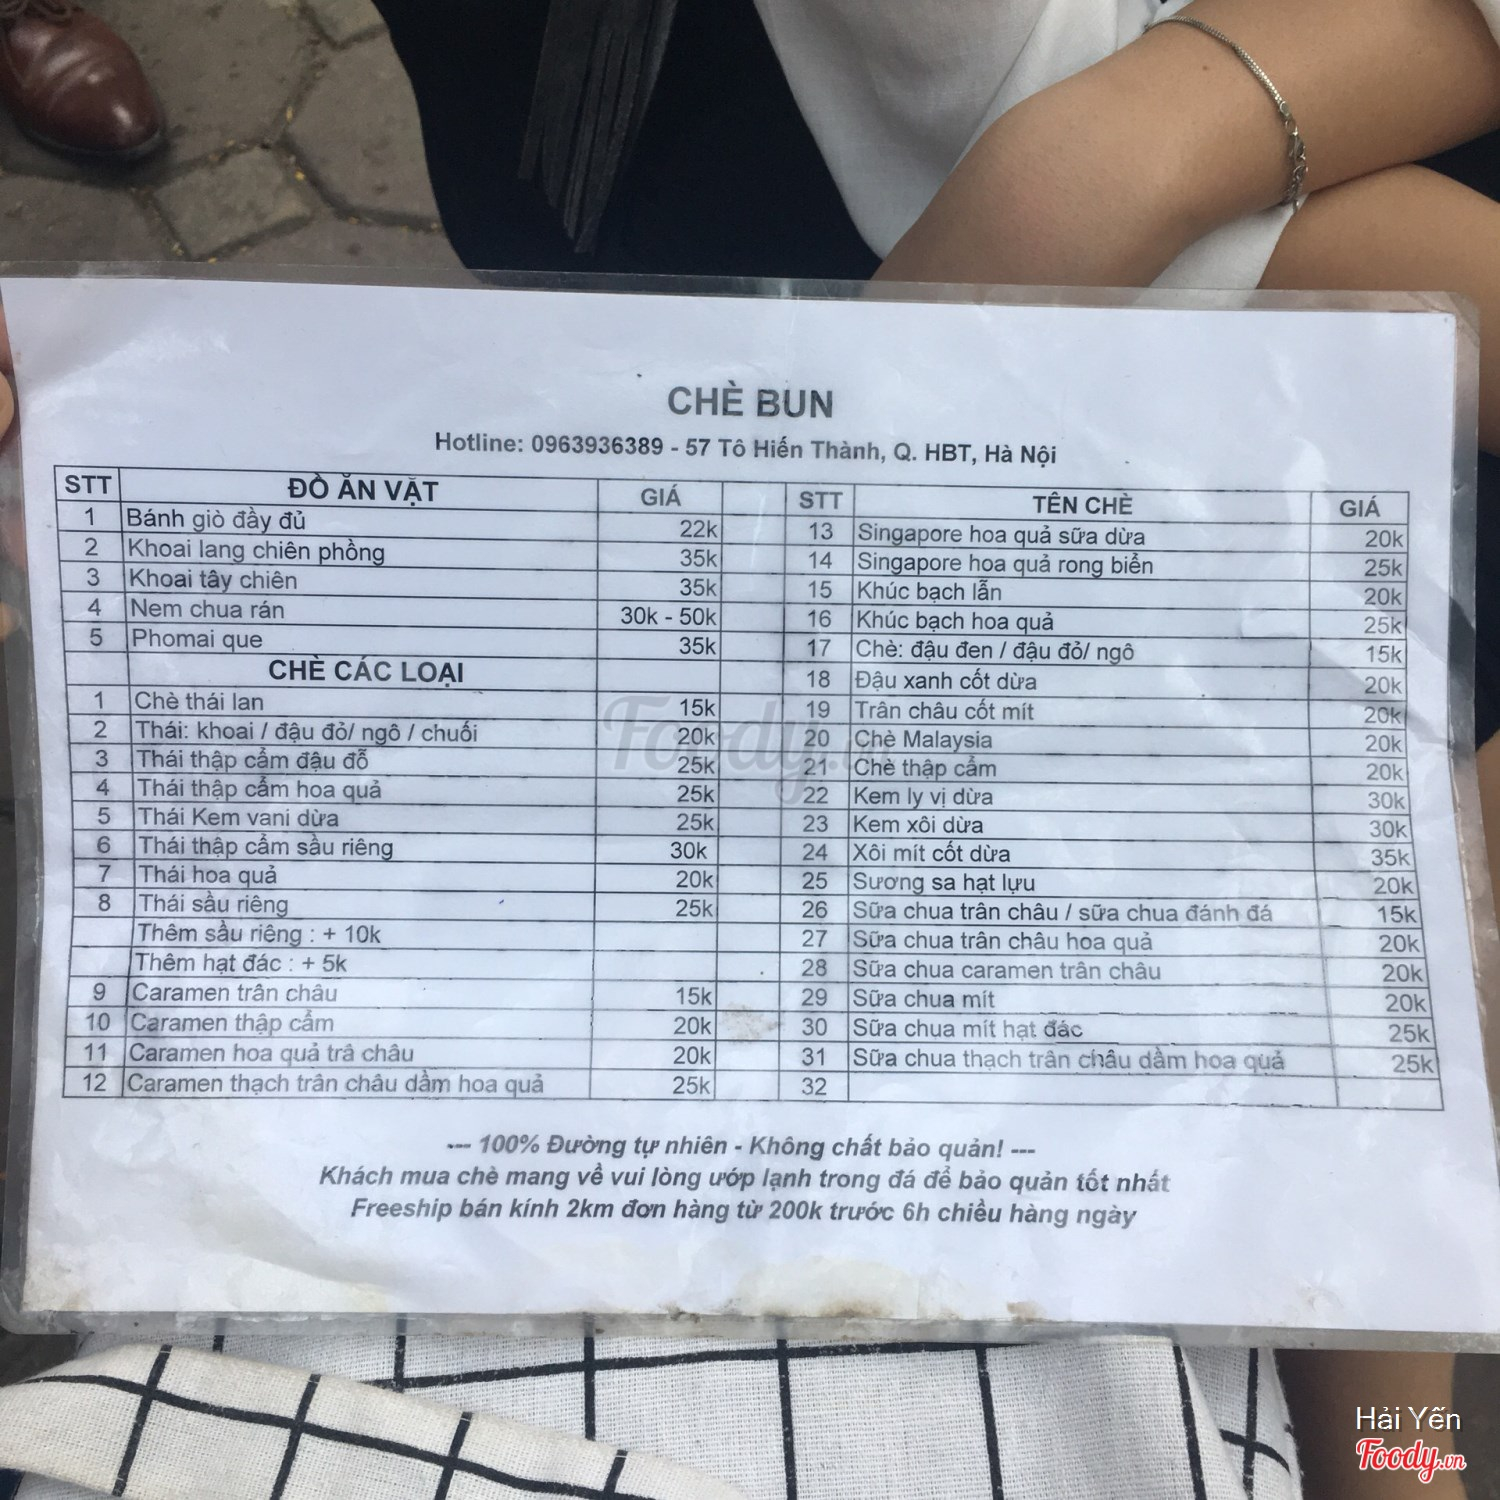 CHÈ BUN
Hotline: 0963936389 - 57 Tô Hiến Thành, Q. HBT, Hà Nội
STT ĐỒ ĂN VẶT GIÁ
1 Bánh giò đầy đủ 22k
2 Khoai lang chiên phồng 35k
3 Khoai tây chiên 35k
4 Nem chua rán 30k - 50k
5 Phomai que 35k
CHÈ CÁC LOẠI
1 Chè thái lan 15k
2 Thái: khoai / đậu đỏ/ ngô / chuối 20k
3 Thái thập cẩm đậu đỗ 25k
4 Thái thập cẩm hoa quả 25k
5 Thái Kem vani dừa 25k
6 Thái thập cẩm sầu riêng 30k
7 Thái hoa quả 20k
8 Thái sầu riêng 25k
Thêm sầu riêng : + 10k
Thêm hạt đác : + 5k
9 Caramen trân châu 15k
10 Caramen thập cẩm 20k
11 Caramen hoa quả trâ châu 20k
12 Caramen thạch trân châu dầm hoa quả 25k
STT TÊN CHÈ GIÁ
13 Singapore hoa quả sữa dừa 20k
14 Singapore hoa quả rong biển 25k
15 Khúc bạch lẫn 20k
16 Khúc bạch hoa quả 25k
17 Chè: đậu đen / đậu đỏ/ ngô 15k
18 Đậu xanh cốt dừa 20k
19 Trân châu cốt mít 20k
20 Chè Malaysia 20k
21 Chè thập cẩm 20k
22 Kem ly vị dừa 30k
23 Kem xôi dừa 30k
24 Xôi mít cốt dừa 35k
25 Sương sa hạt lựu 20k
26 Sữa chua trân châu / sữa chua đánh đá 15k
27 Sữa chua trân châu hoa quả 20k
28 Sữa chua caramen trân châu 20k
29 Sữa chua mít 20k
30 Sữa chua mít hạt đác 25k
31 Sữa chua thạch trân châu dầm hoa quả 25k
32
--- 100% Đường tự nhiên - Không chất bảo quản! ---
Khách mua chè mang về vui lòng ướp lạnh trong đá để bảo quản tốt nhất
Freeship bán kính 2km đơn hàng từ 200k trước 6h chiều hàng ngày
Foody.vn
Hải Yến
Foody.vn